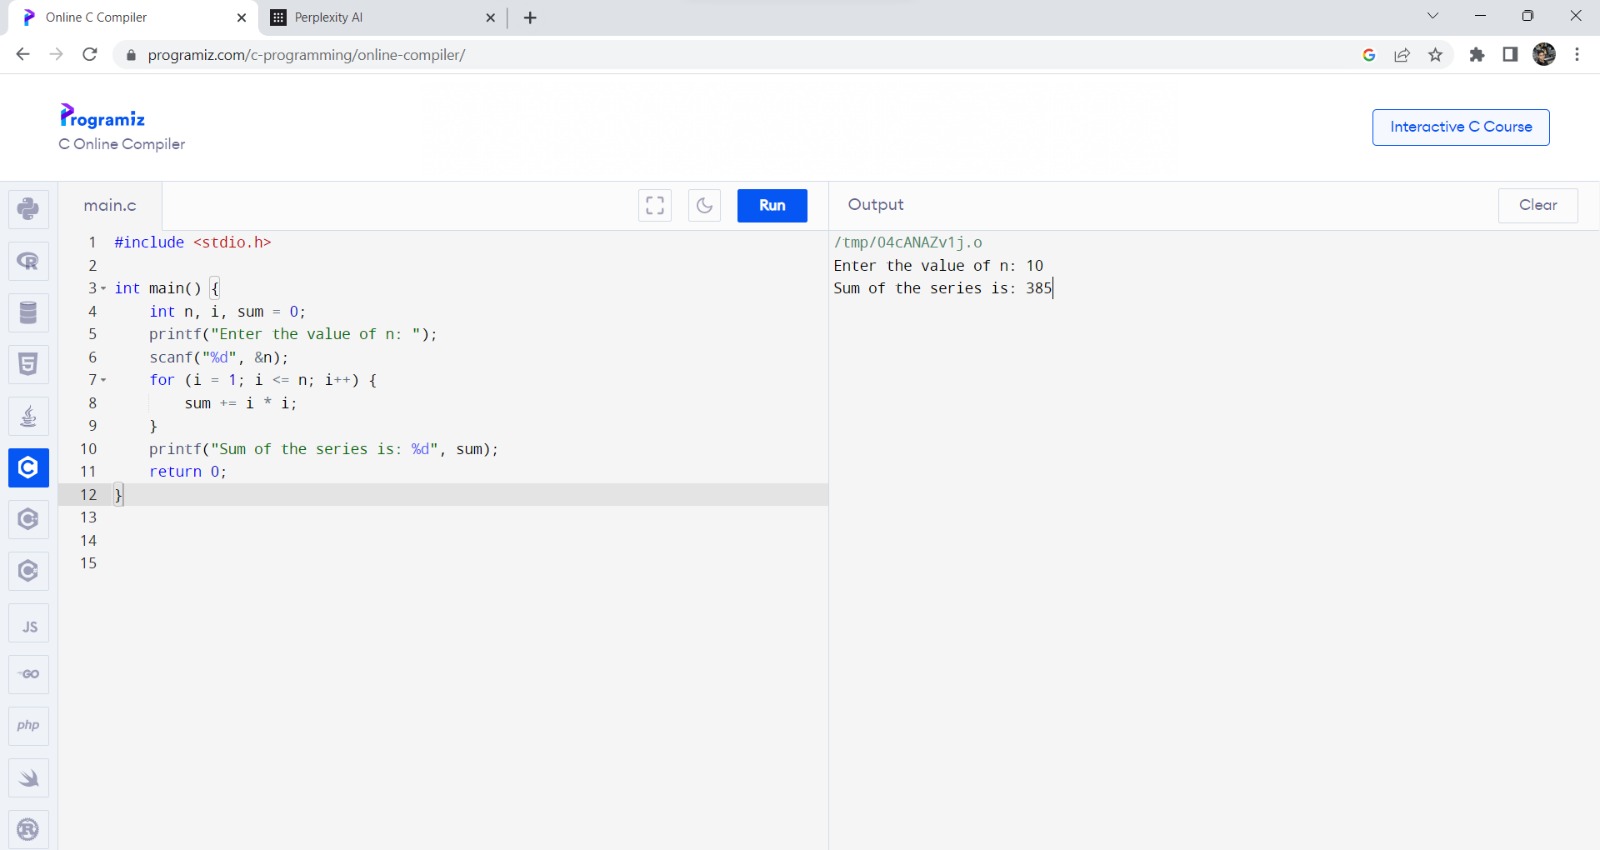 Online C Compiler
Perplexity AI
programiz.com/c-programming/online-compiler/
Programiz
C Online Compiler
Interactive C Course
main.c
Run
Output
Clear
1 #include <stdio.h>
2
3 int main() {
4 int n, i, sum = 0;
5 printf("Enter the value of n: ");
6 scanf("%d", &n);
7 for (i = 1; i <= n; i++) {
8 sum += i * i;
9 }
10 printf("Sum of the series is: %d", sum);
11 return 0;
12 }
13
14
15
/tmp/04cANAZv1j.o
Enter the value of n: 10
Sum of the series is: 385
R
5
C
C
C
JS
GO
php
R